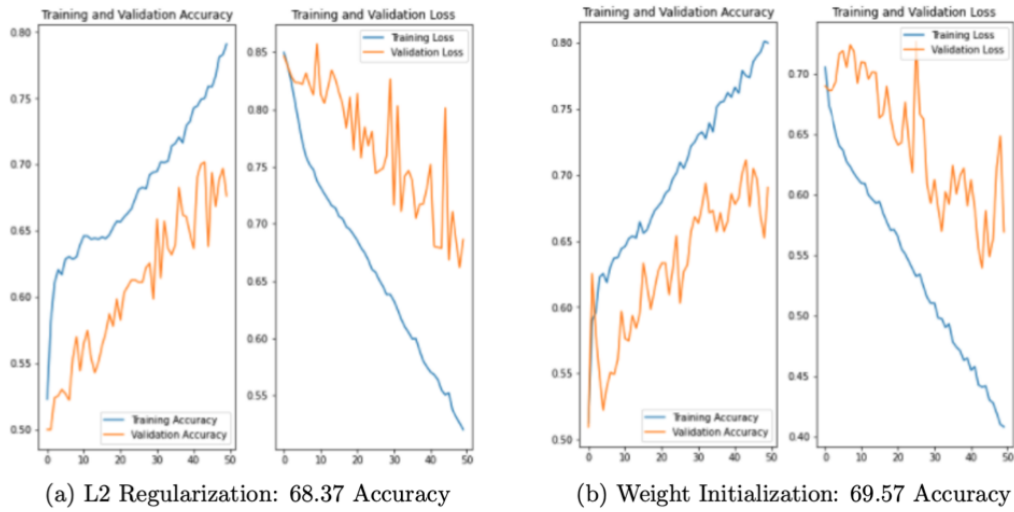 Training and Validation Accuracy
0.80
0.75
0.70
0.65
0.60
0.55
0.50
0 10 20 30 40 50
Training Accuracy
Validation Accuracy
Training and Validation Loss
0.85
0.80
0.75
0.70
0.65
0.60
0.55
0 10 20 30 40 50
Training Loss
Validation Loss
(a) L2 Regularization: 68.37 Accuracy
Training and Validation Accuracy
0.80
0.75
0.70
0.65
0.60
0.55
0.50
0 10 20 30 40 50
Training Accuracy
Validation Accuracy
Training and Validation Loss
0.70
0.65
0.60
0.55
0.50
0.45
0.40
0 10 20 30 40 50
Training Loss
Validation Loss
(b) Weight Initialization: 69.57 Accuracy